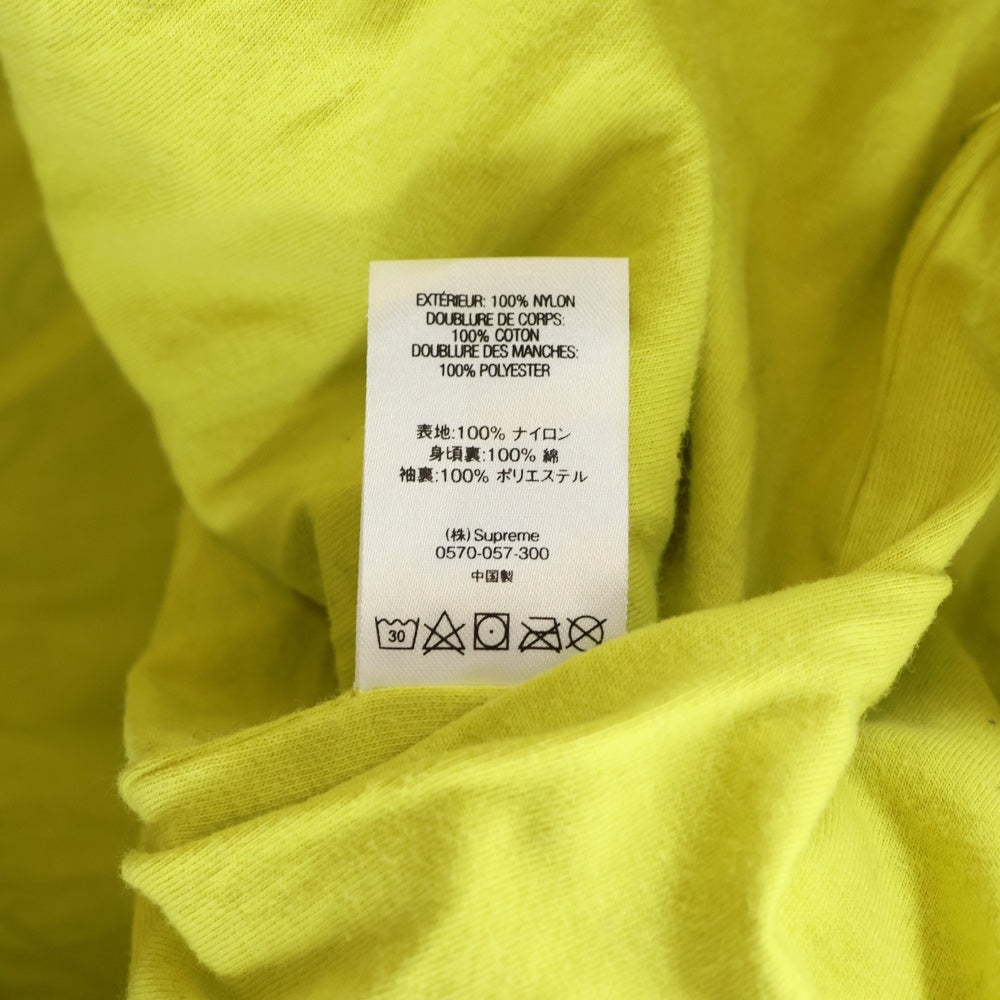 EXTÉRIEUR: 100% NYLON
DOUBLURE DE CORPS:
100% COTON
DOUBLURE DES MANCHES:
100% POLYESTER
表地:100% ナイロン
身頃裏:100% 綿
袖裏:100% ポリエステル
(株)Supreme
0570-057-300
中国製
30